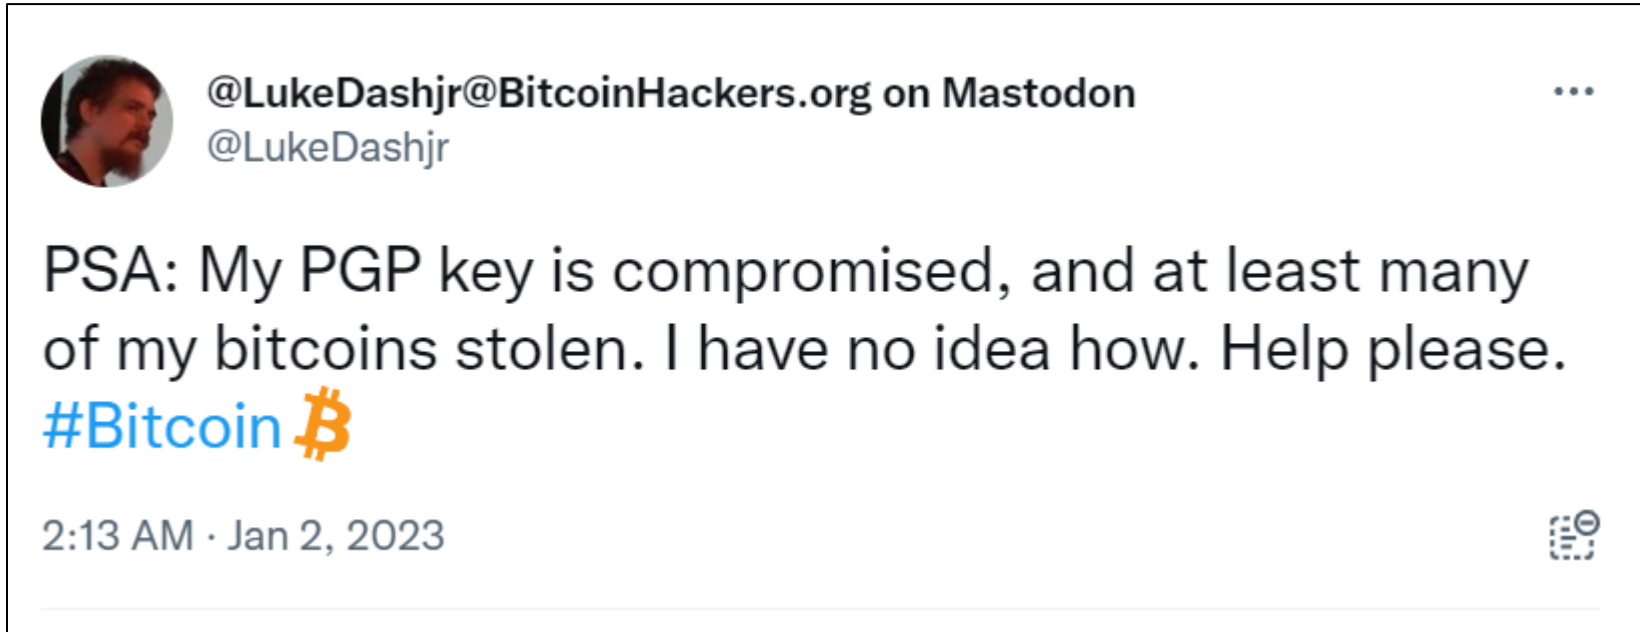 @LukeDashjr@BitcoinHackers.org on Mastodon
@LukeDashjr
PSA: My PGP key is compromised, and at least many
of my bitcoins stolen. I have no idea how. Help please.
#Bitcoin
2:13 AM · Jan 2, 2023